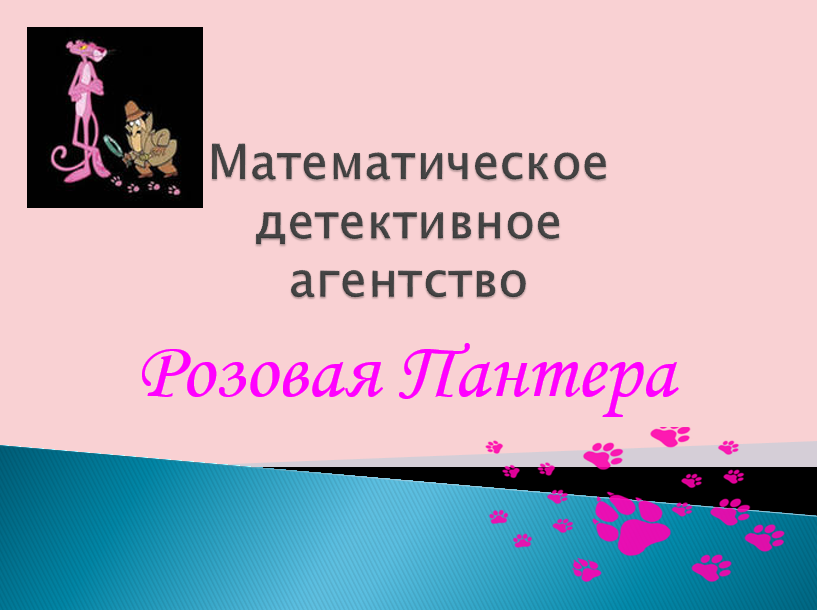 Математическое
детективное
агентство
Розовая Пантера